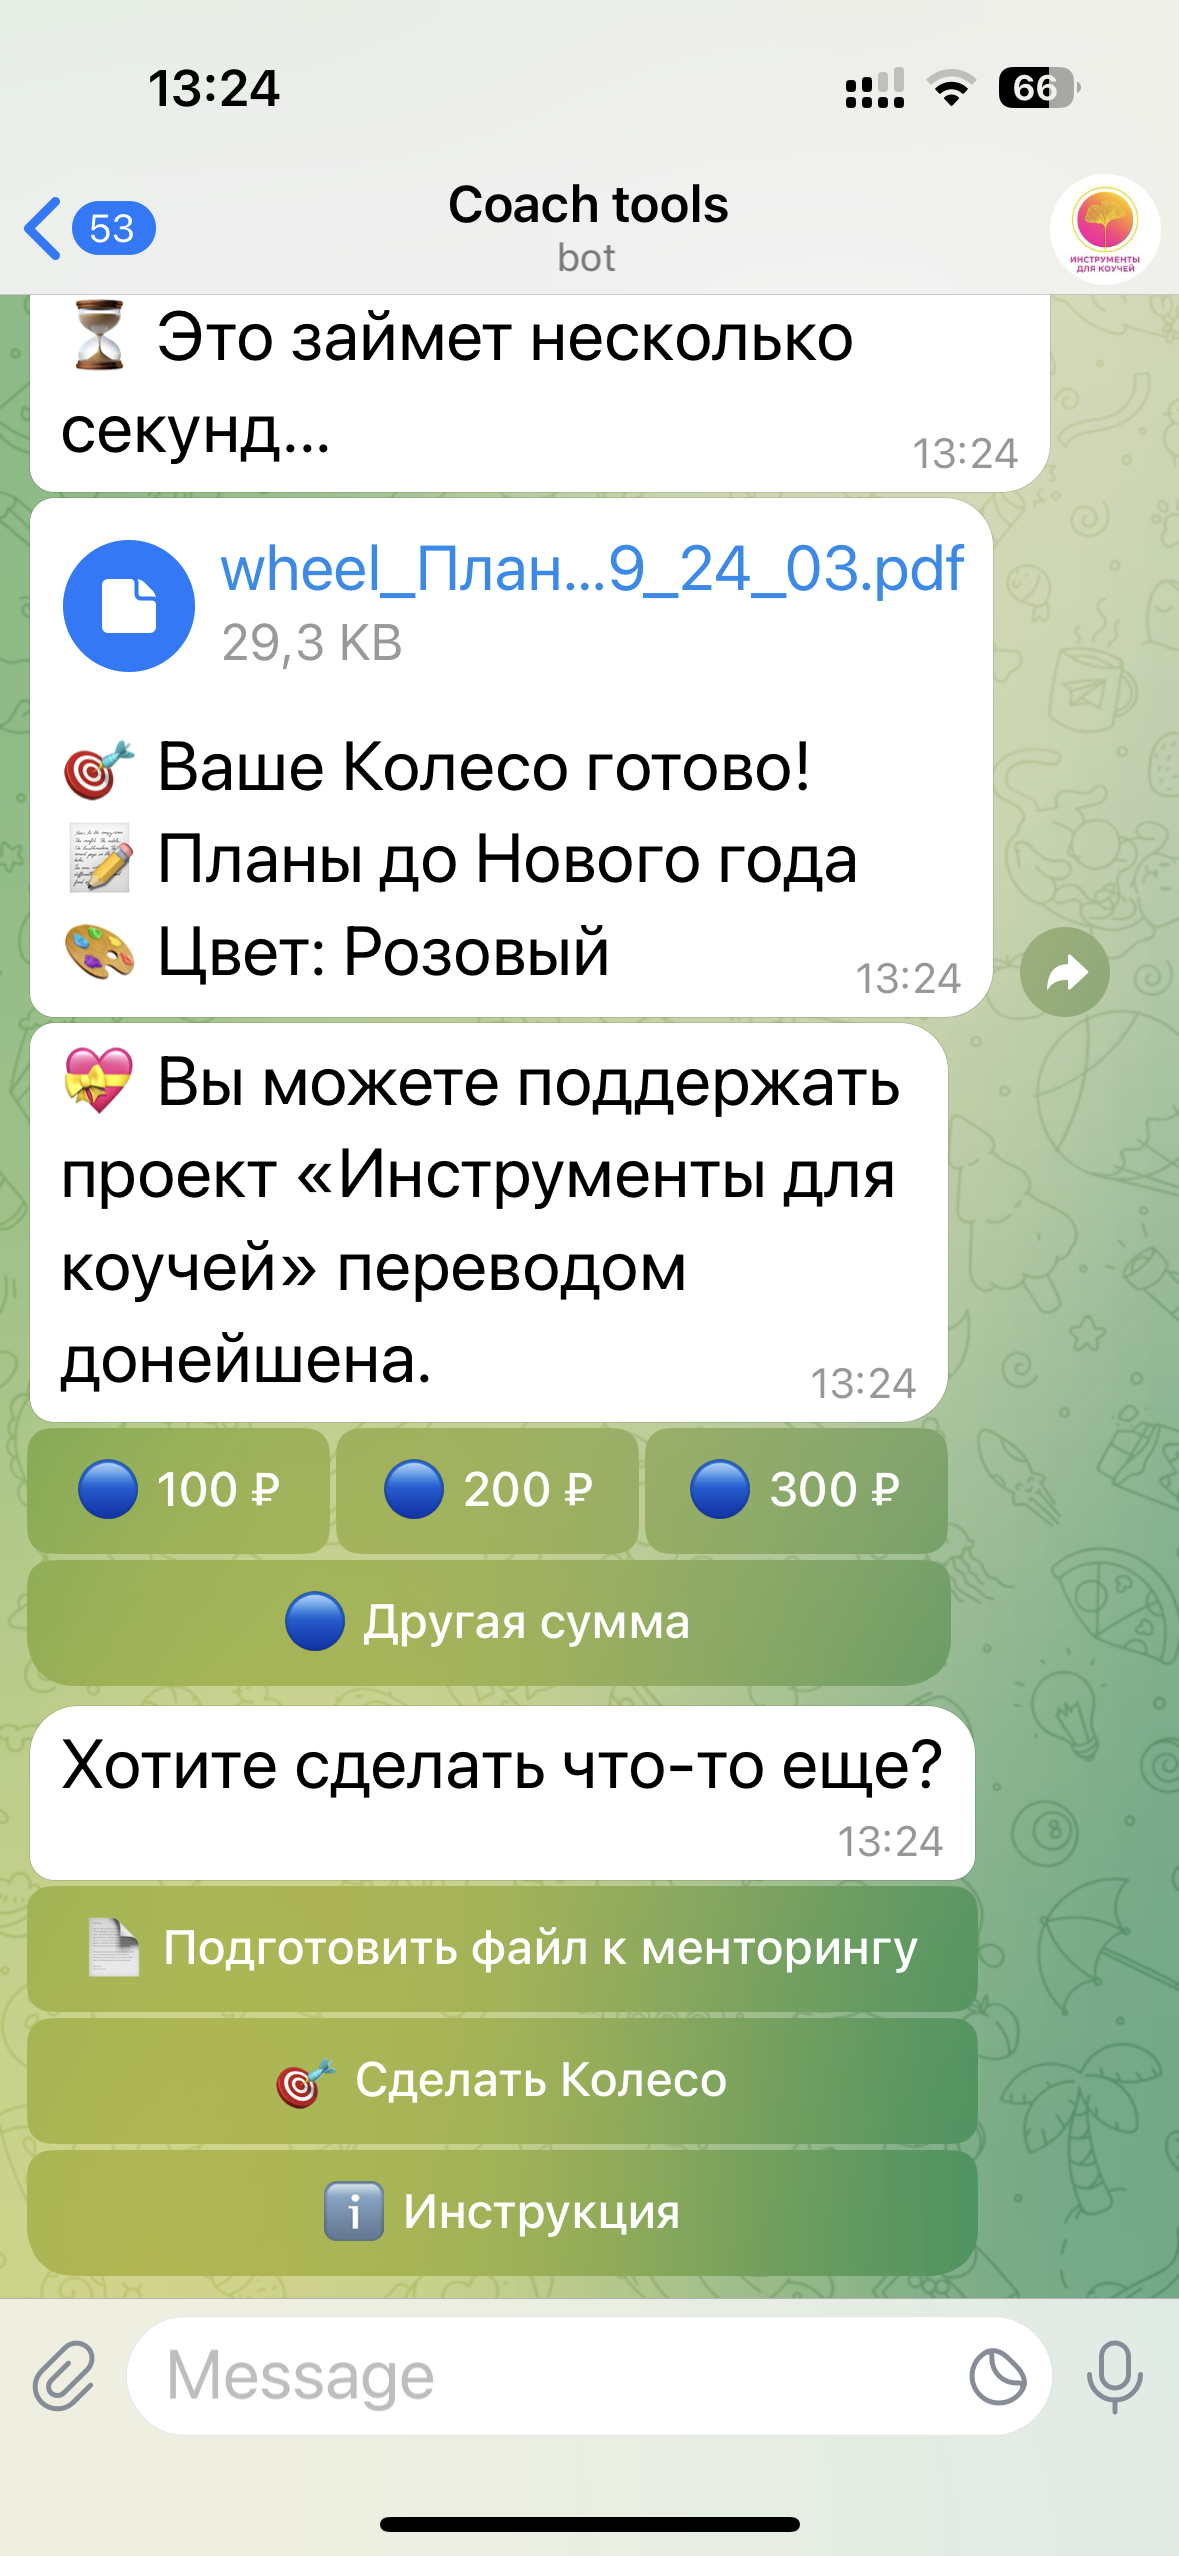 13:24
66
53
Coach tools
bot
ИНСТРУМЕНТЫ
ДЛЯ КОУЧЕЙ
⏳ Это займет несколько
секунд...
13:24
wheel_План...9_24_03.pdf
29,3 KB
🎯 Ваше Колесо готово!
📝 Планы до Нового года
🎨 Цвет: Розовый
13:24
💝 Вы можете поддержать
проект «Инструменты для
коучей» переводом
донейшена.
13:24
🔵 100 ₽
🔵 200 ₽
🔵 300 ₽
🔵 Другая сумма
Хотите сделать что-то еще?
13:24
📄 Подготовить файл к менторингу
🎯 Сделать Колесо
ℹ️ Инструкция
Message